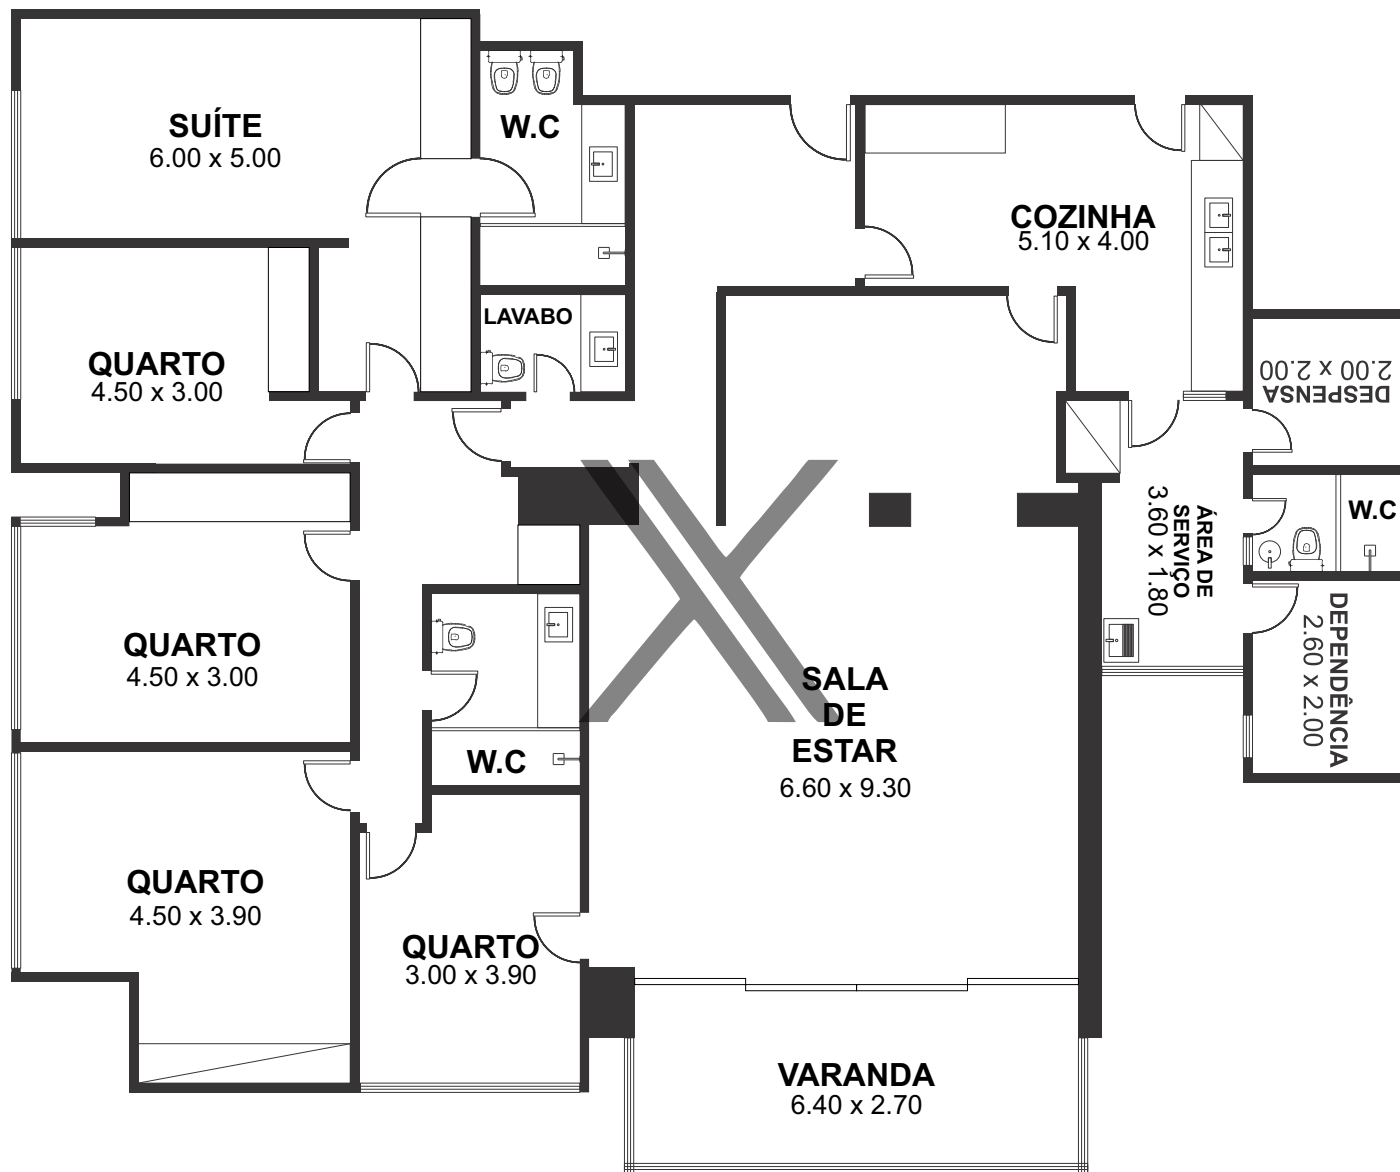 SUÍTE
6.00 x 5.00
W.C
COZINHA
5.10 x 4.00
LAVABO
QUARTO
4.50 x 3.00
DESPENSA
2.00 x 2.00
W.C
ÁREA DE
SERVIÇO
3.60 x 1.80
QUARTO
4.50 x 3.00
DEPENDÊNCIA
2.60 x 2.00
SALA
DE
ESTAR
6.60 x 9.30
W.C
QUARTO
4.50 x 3.90
QUARTO
3.00 x 3.90
VARANDA
6.40 x 2.70